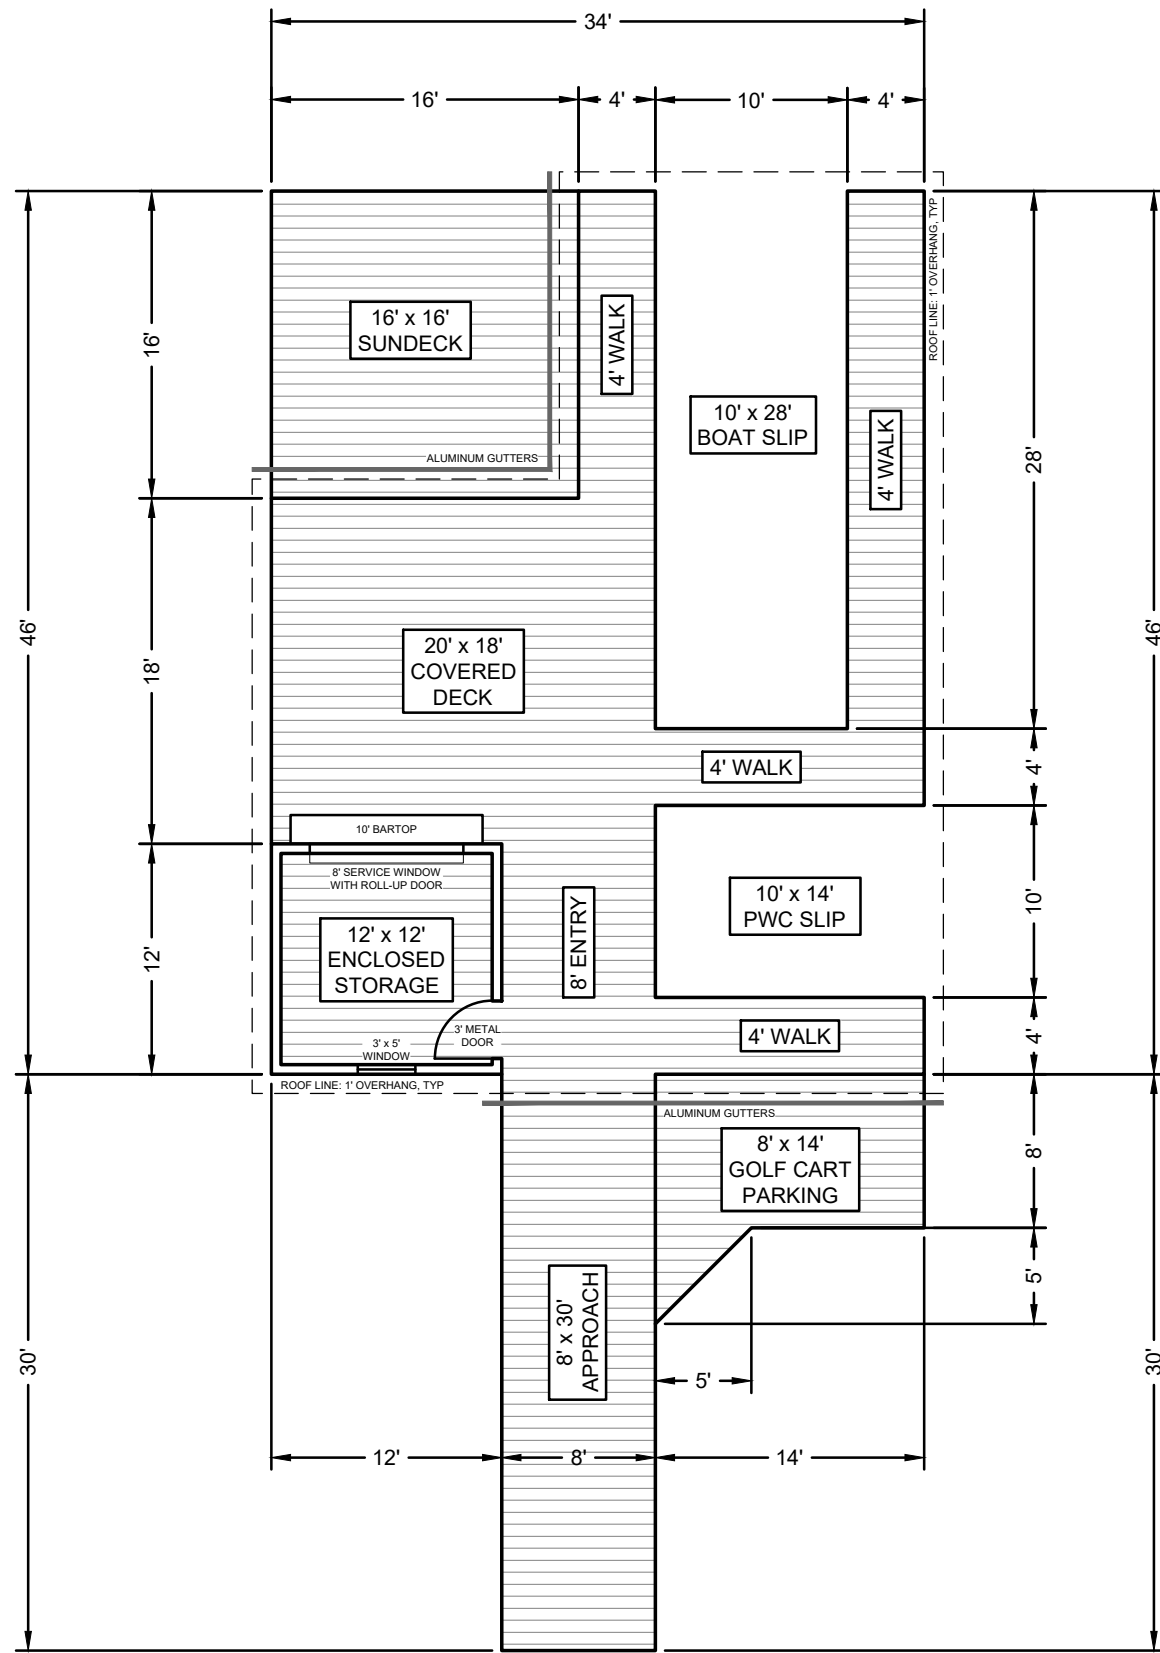 34'
16'
4'
10'
4'
ROOF LINE: 1' OVERHANG, TYP
16' x 16'
SUNDECK
4' WALK
16'
10' x 28'
BOAT SLIP
4' WALK
ALUMINUM GUTTERS
28'
46'
18'
20' x 18'
COVERED
DECK
46'
4' WALK
4'
10' BARTOP
8' SERVICE WINDOW
WITH ROLL-UP DOOR
12' x 12'
ENCLOSED
STORAGE
12'
8' ENTRY
10' x 14'
PWC SLIP
10'
3' METAL
DOOR
3' x 5'
WINDOW
4' WALK
4'
ROOF LINE: 1' OVERHANG, TYP
ALUMINUM GUTTERS
8' x 14'
GOLF CART
PARKING
8'
8' x 30'
APPROACH
5'
30'
5'
30'
12'
8'
14'